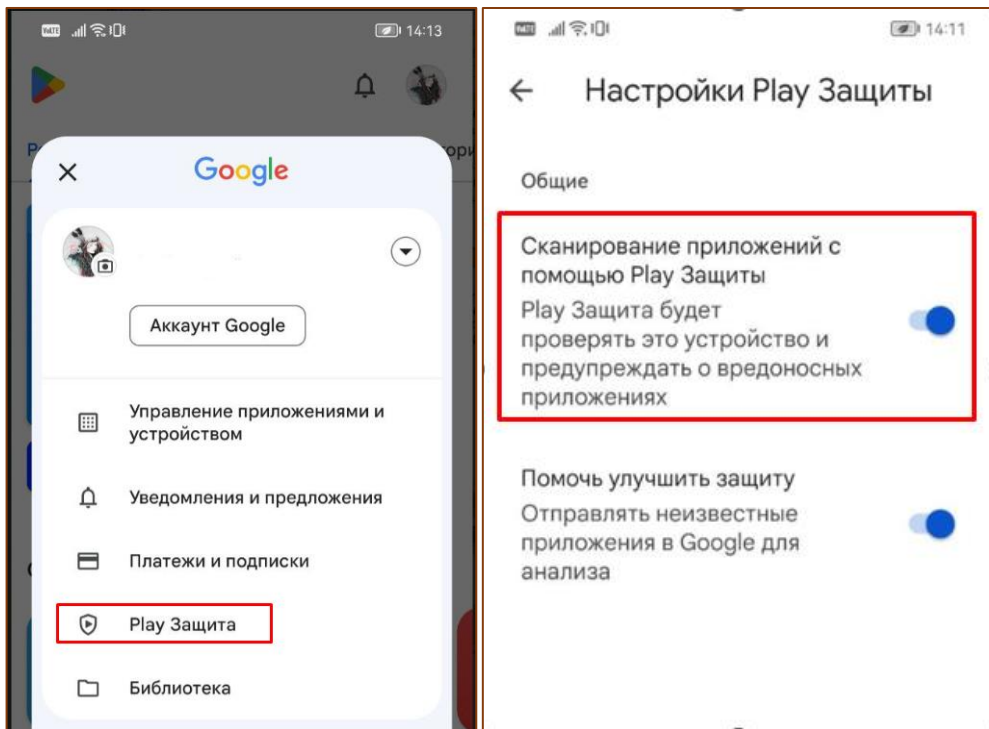 VoLTE
14:13
Google
Аккаунт Google
Управление приложениями и
устройством
Уведомления и предложения
Платежи и подписки
Play Защита
Библиотека
14:11
Настройки Play Защиты
Общие
Сканирование приложений с
помощью Play Защиты
Play Защита будет
проверять это устройство и
предупреждать о вредоносных
приложениях
Помочь улучшить защиту
Отправлять неизвестные
приложения в Google для
анализа